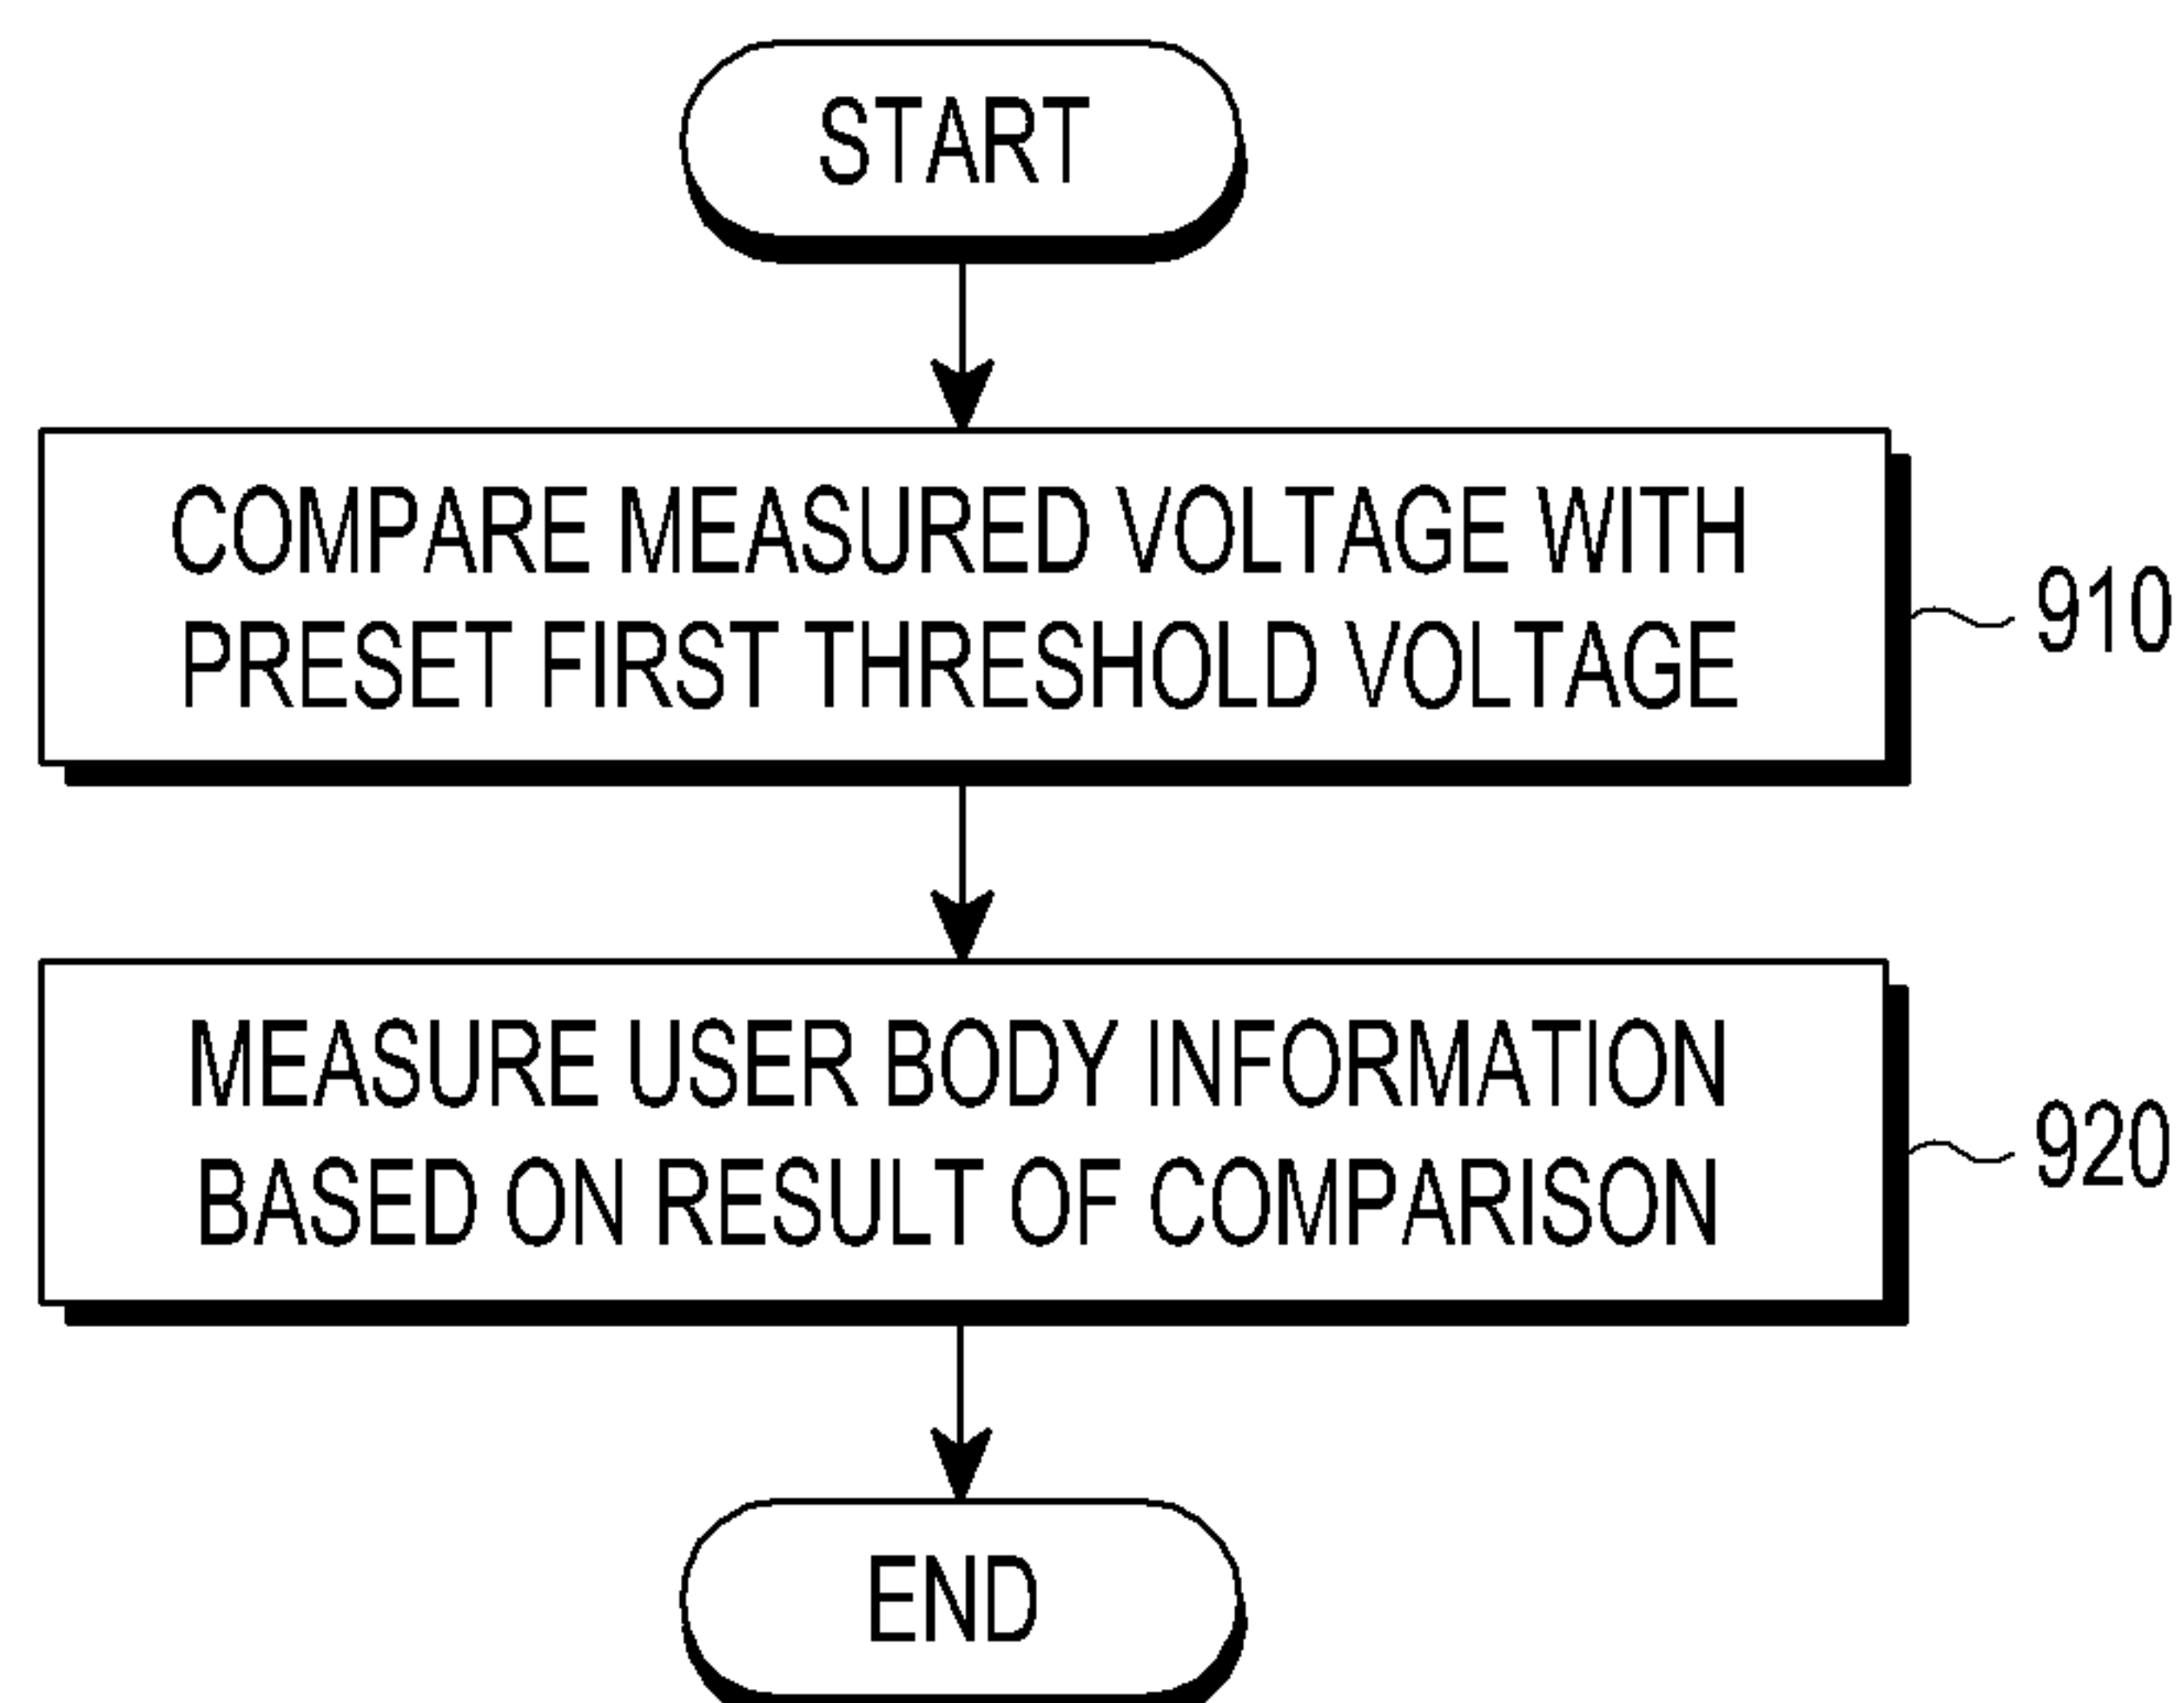 START
COMPARE MEASURED VOLTAGE WITH
PRESET FIRST THRESHOLD VOLTAGE
910
MEASURE USER BODY INFORMATION
BASED ON RESULT OF COMPARISON
920
END